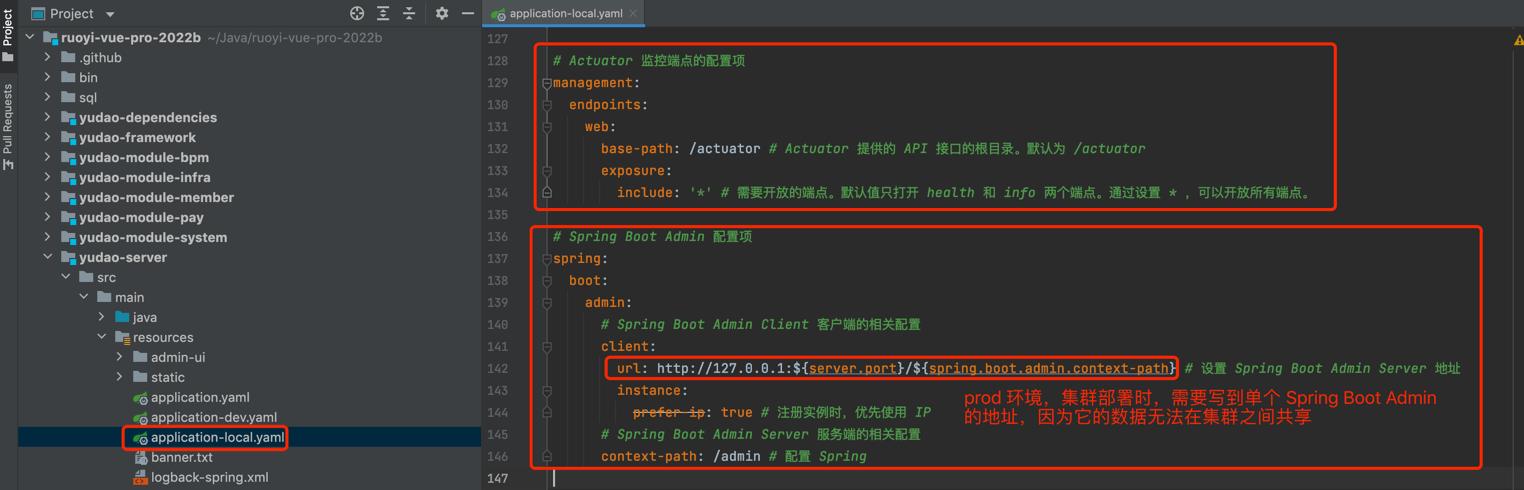 Project
Pull Requests
Project
ruoyi-vue-pro-2022b ~/Java/ruoyi-vue-pro-2022b
.github
bin
sql
yudao-dependencies
yudao-framework
yudao-module-bpm
yudao-module-infra
yudao-module-member
yudao-module-pay
yudao-module-system
yudao-server
src
main
java
resources
admin-ui
static
application.yaml
application-dev.yaml
application-local.yaml
banner.txt
logback-spring.xml
application-local.yaml
127
128 # Actuator 监控端点的配置项
129 management:
130 endpoints:
131 web:
132 base-path: /actuator # Actuator 提供的 API 接口的根目录。默认为 /actuator
133 exposure:
134 include: '*' # 需要开放的端点。默认值只打开 health 和 info 两个端点。通过设置 * ，可以开放所有端点。
135
136 # Spring Boot Admin 配置项
137 spring:
138 boot:
139 admin:
140 # Spring Boot Admin Client 客户端的相关配置
141 client:
142 url: http://127.0.0.1:${server.port}/${spring.boot.admin.context-path} # 设置 Spring Boot Admin Server 地址
143 instance:
144 prefer-ip: true # 注册实例时，优先使用 IP
prod 环境，集群部署时，需要写到单个 Spring Boot Admin
的地址，因为它的数据无法在集群之间共享
145 # Spring Boot Admin Server 服务端的相关配置
146 context-path: /admin # 配置 Spring
147